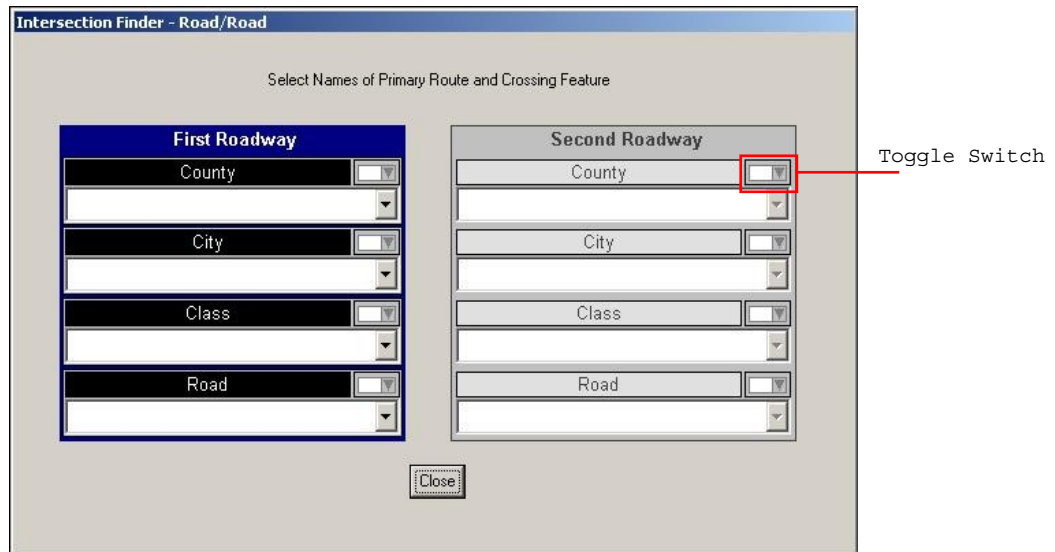 Intersection Finder - Road/Road
Select Names of Primary Route and Crossing Feature
First Roadway
County
City
Class
Road
Second Roadway
County
City
Class
Road
Toggle Switch
Close